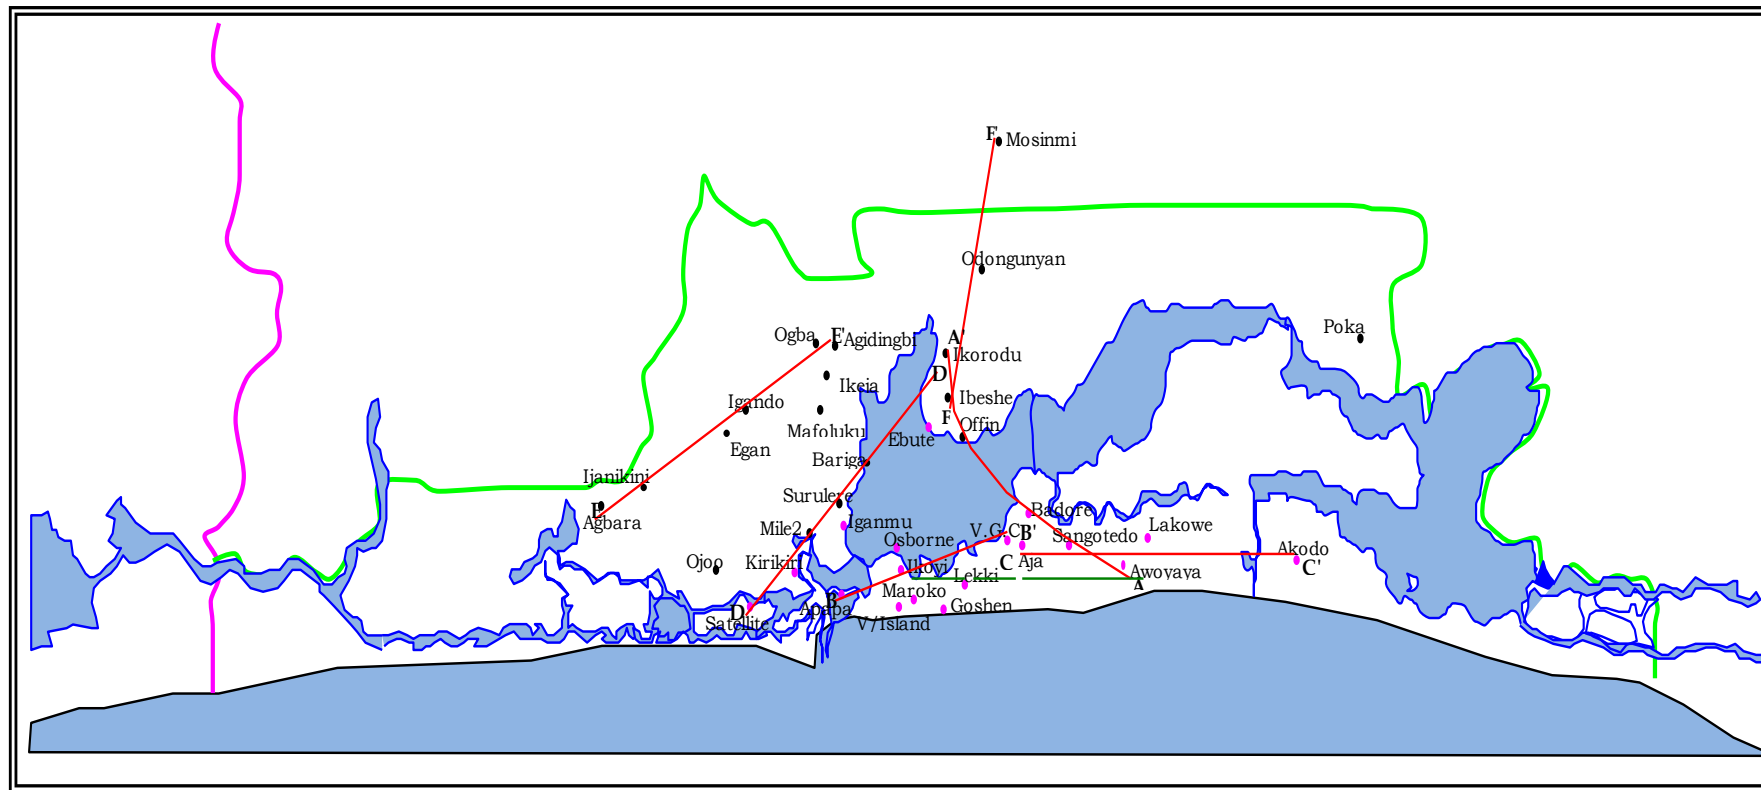 F' Mosinmi
Odongunyan
Poka
Ogba E' Agidingbi
A'
Ikorodu
D
Ikeja
Ibeshe
Igando
F
Offin
Mafoluku
Ebute
Egan
Bariga
Ijanikini
Surulere
E
Agbara
Badore
Iganmu
Mile2
V.G.C B'
Lakowe
Sangotedo
Osborne
Akodo
Ojoo Kirikiri
C Aja
C'
Ikoyi
Lekki
Awoyaya
A
Maroko
B
Apapa
Goshen
D
Satellite
V/Island